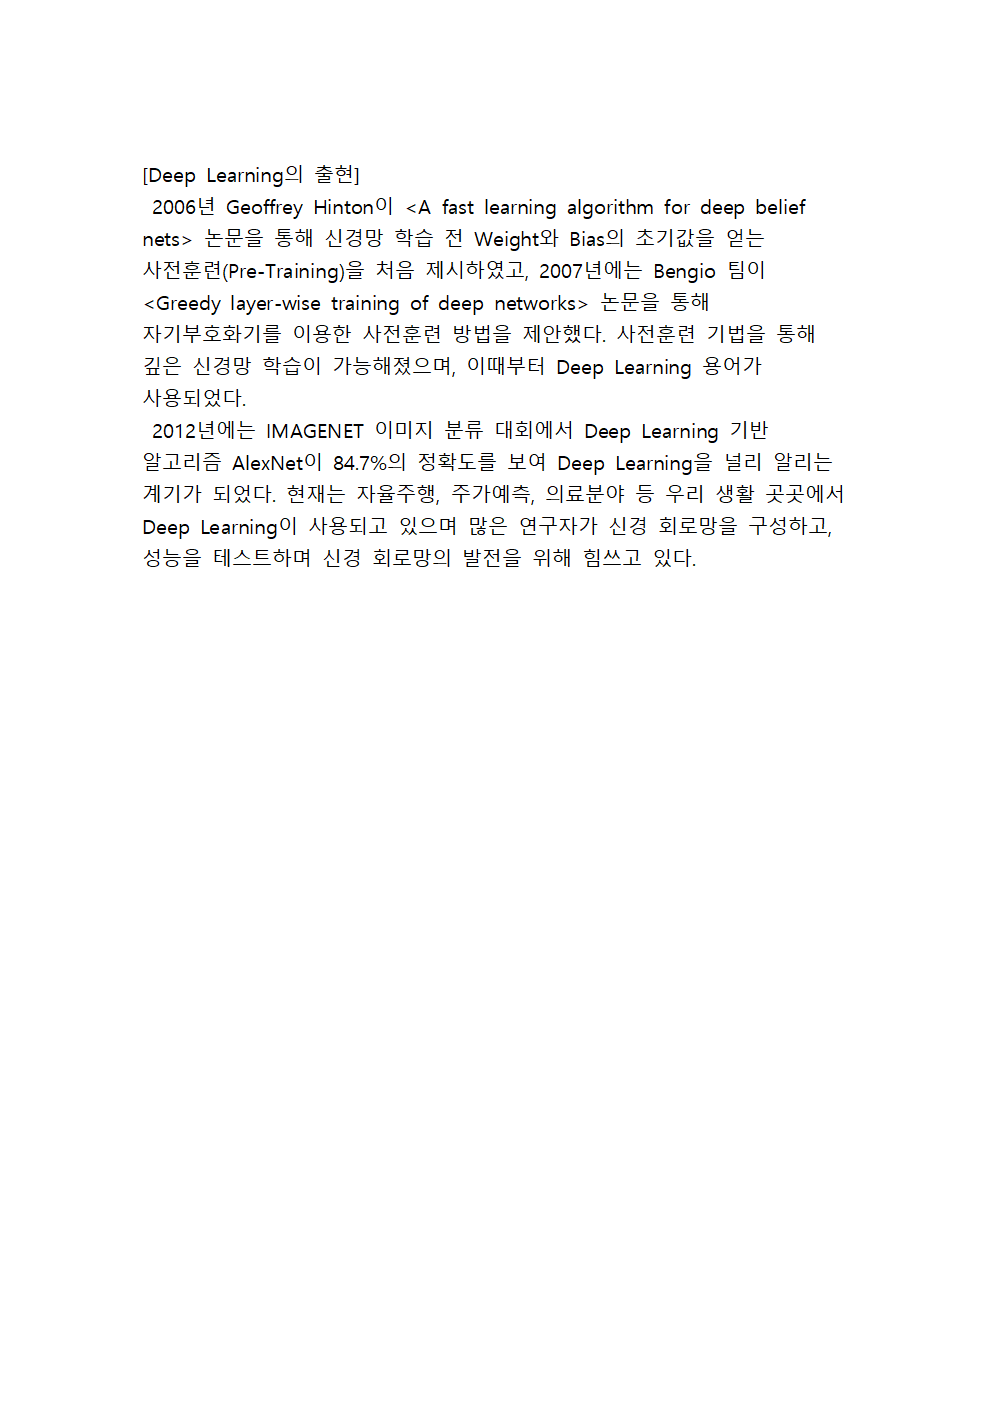 [Deep Learning의 출현]
2006년 Geoffrey Hinton이 <A fast learning algorithm for deep belief
nets> 논문을 통해 신경망 학습 전 Weight와 Bias의 초기값을 얻는
사전훈련(Pre-Training)을 처음 제시하였고, 2007년에는 Bengio 팀이
<Greedy layer-wise training of deep networks> 논문을 통해
자기부호화기를 이용한 사전훈련 방법을 제안했다. 사전훈련 기법을 통해
깊은 신경망 학습이 가능해졌으며, 이때부터 Deep Learning 용어가
사용되었다.
2012년에는 IMAGENET 이미지 분류 대회에서 Deep Learning 기반
알고리즘 AlexNet이 84.7%의 정확도를 보여 Deep Learning을 널리 알리는
계기가 되었다. 현재는 자율주행, 주가예측, 의료분야 등 우리 생활 곳곳에서
Deep Learning이 사용되고 있으며 많은 연구자가 신경 회로망을 구성하고,
성능을 테스트하며 신경 회로망의 발전을 위해 힘쓰고 있다.